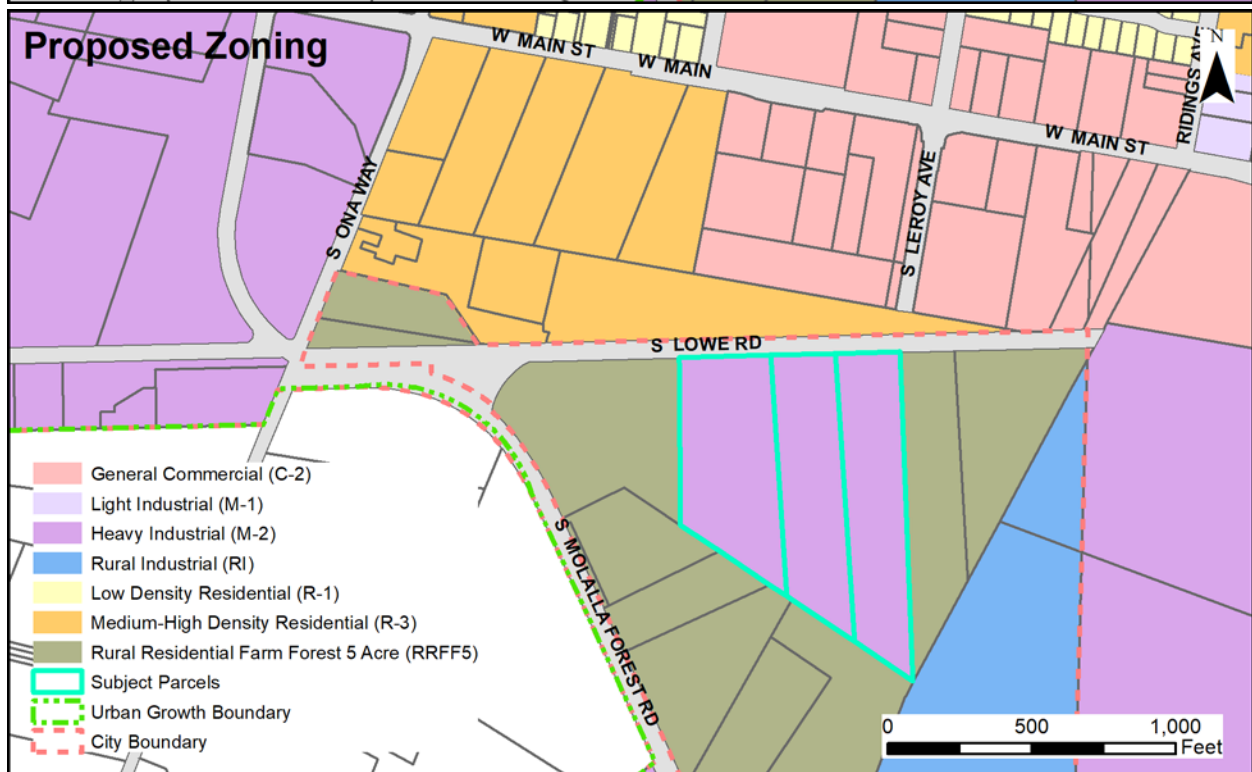 Proposed Zoning
W MAIN ST
W MAIN
N
RIDINGS AVE
W MAIN ST
S ONA WAY
S LEROY AVE
S LOWE RD
S MOLALLA FOREST RD
General Commercial (C-2)
Light Industrial (M-1)
Heavy Industrial (M-2)
Rural Industrial (RI)
Low Density Residential (R-1)
Medium-High Density Residential (R-3)
Rural Residential Farm Forest 5 Acre (RRFF5)
Subject Parcels
Urban Growth Boundary
City Boundary
0 500 1,000
Feet